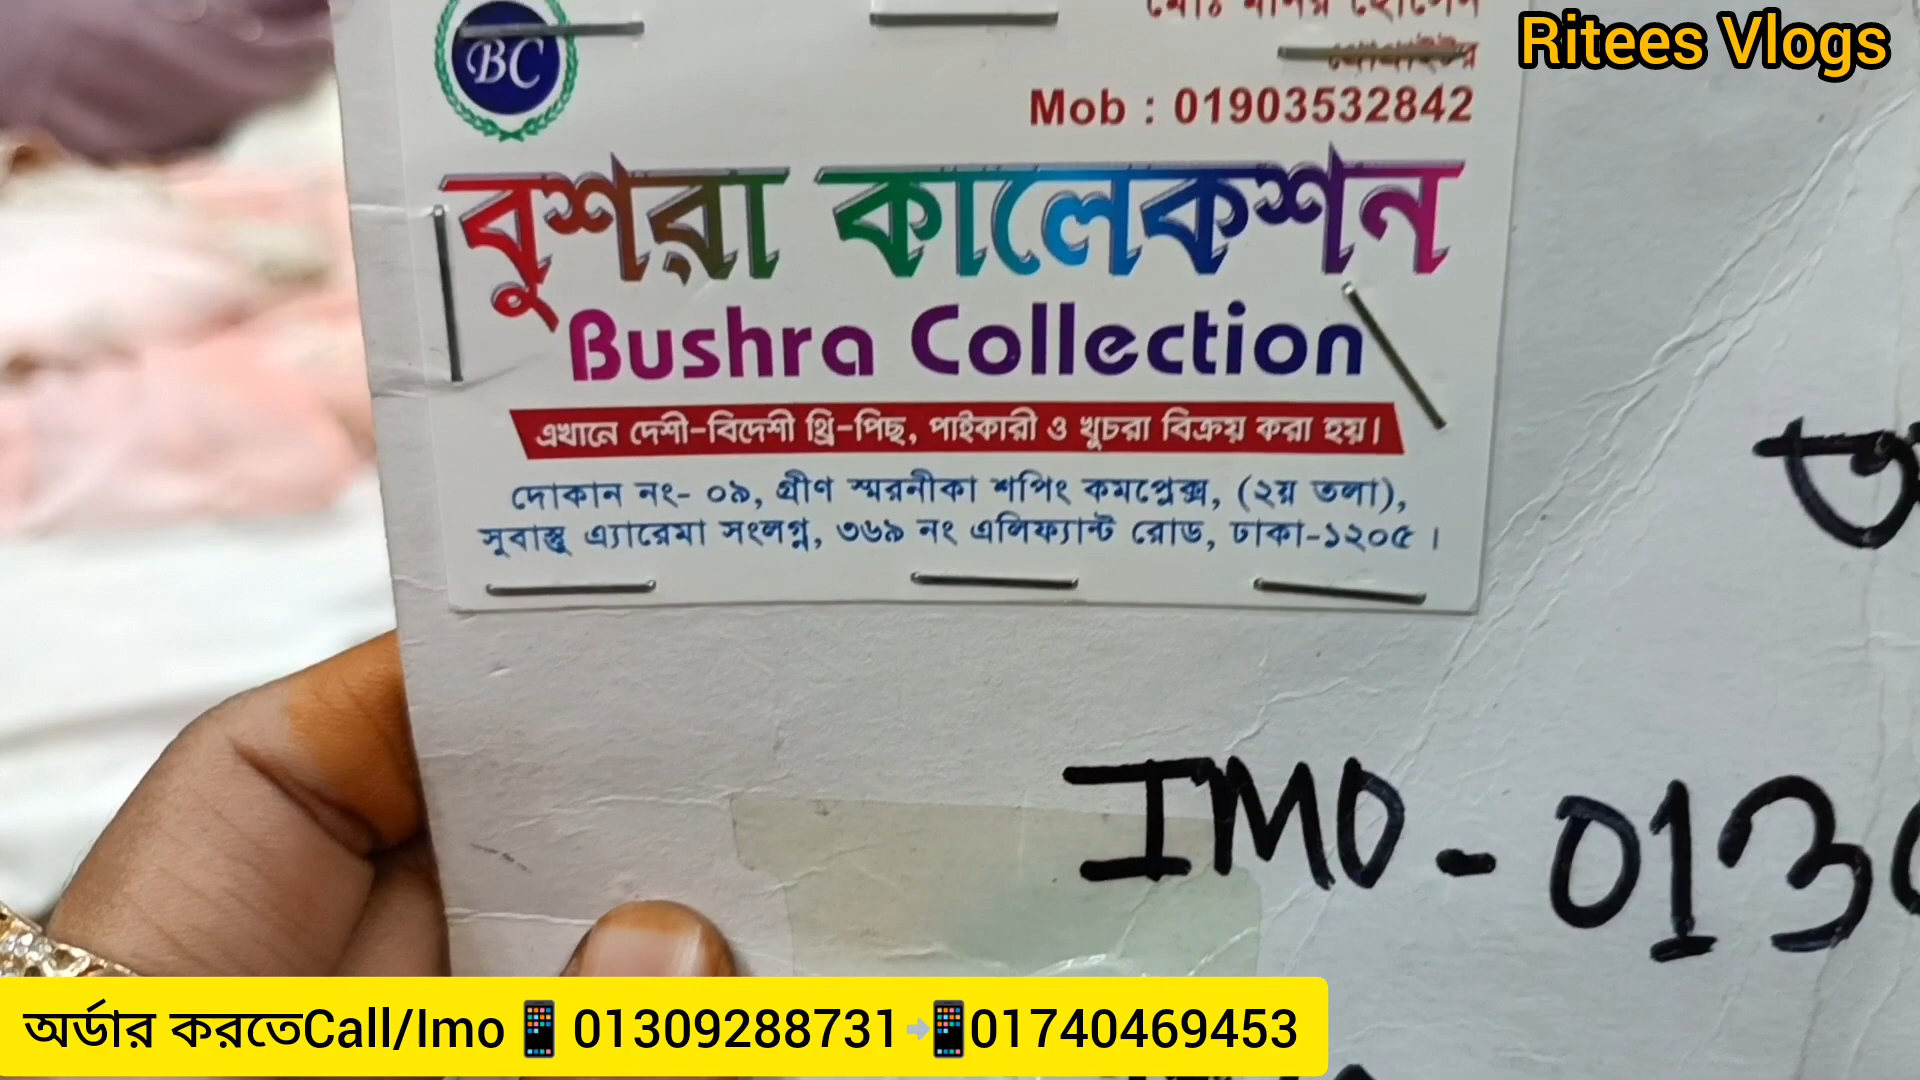 Ritees Vlogs
BC
মোঃ মনির হোসেন
Mob : 01903532842
বুশরা কালেকশন
Bushra Collection
এখানে দেশী-বিদেশী থ্রি-পিছ, পাইকারী ও খুচরা বিক্রয় করা হয়।
দোকান নং- ০৯, গ্রীণ স্মরনীকা শপিং কমপ্লেক্স, (২য় তলা),
সুবাস্তু এ্যারেমা সংলগ্ন, ৩৬৯ নং এলিফ্যান্ট রোড, ঢাকা-১২০৫ ।
IMO - 013
অর্ডার করতেCall/Imo 01309288731 01740469453